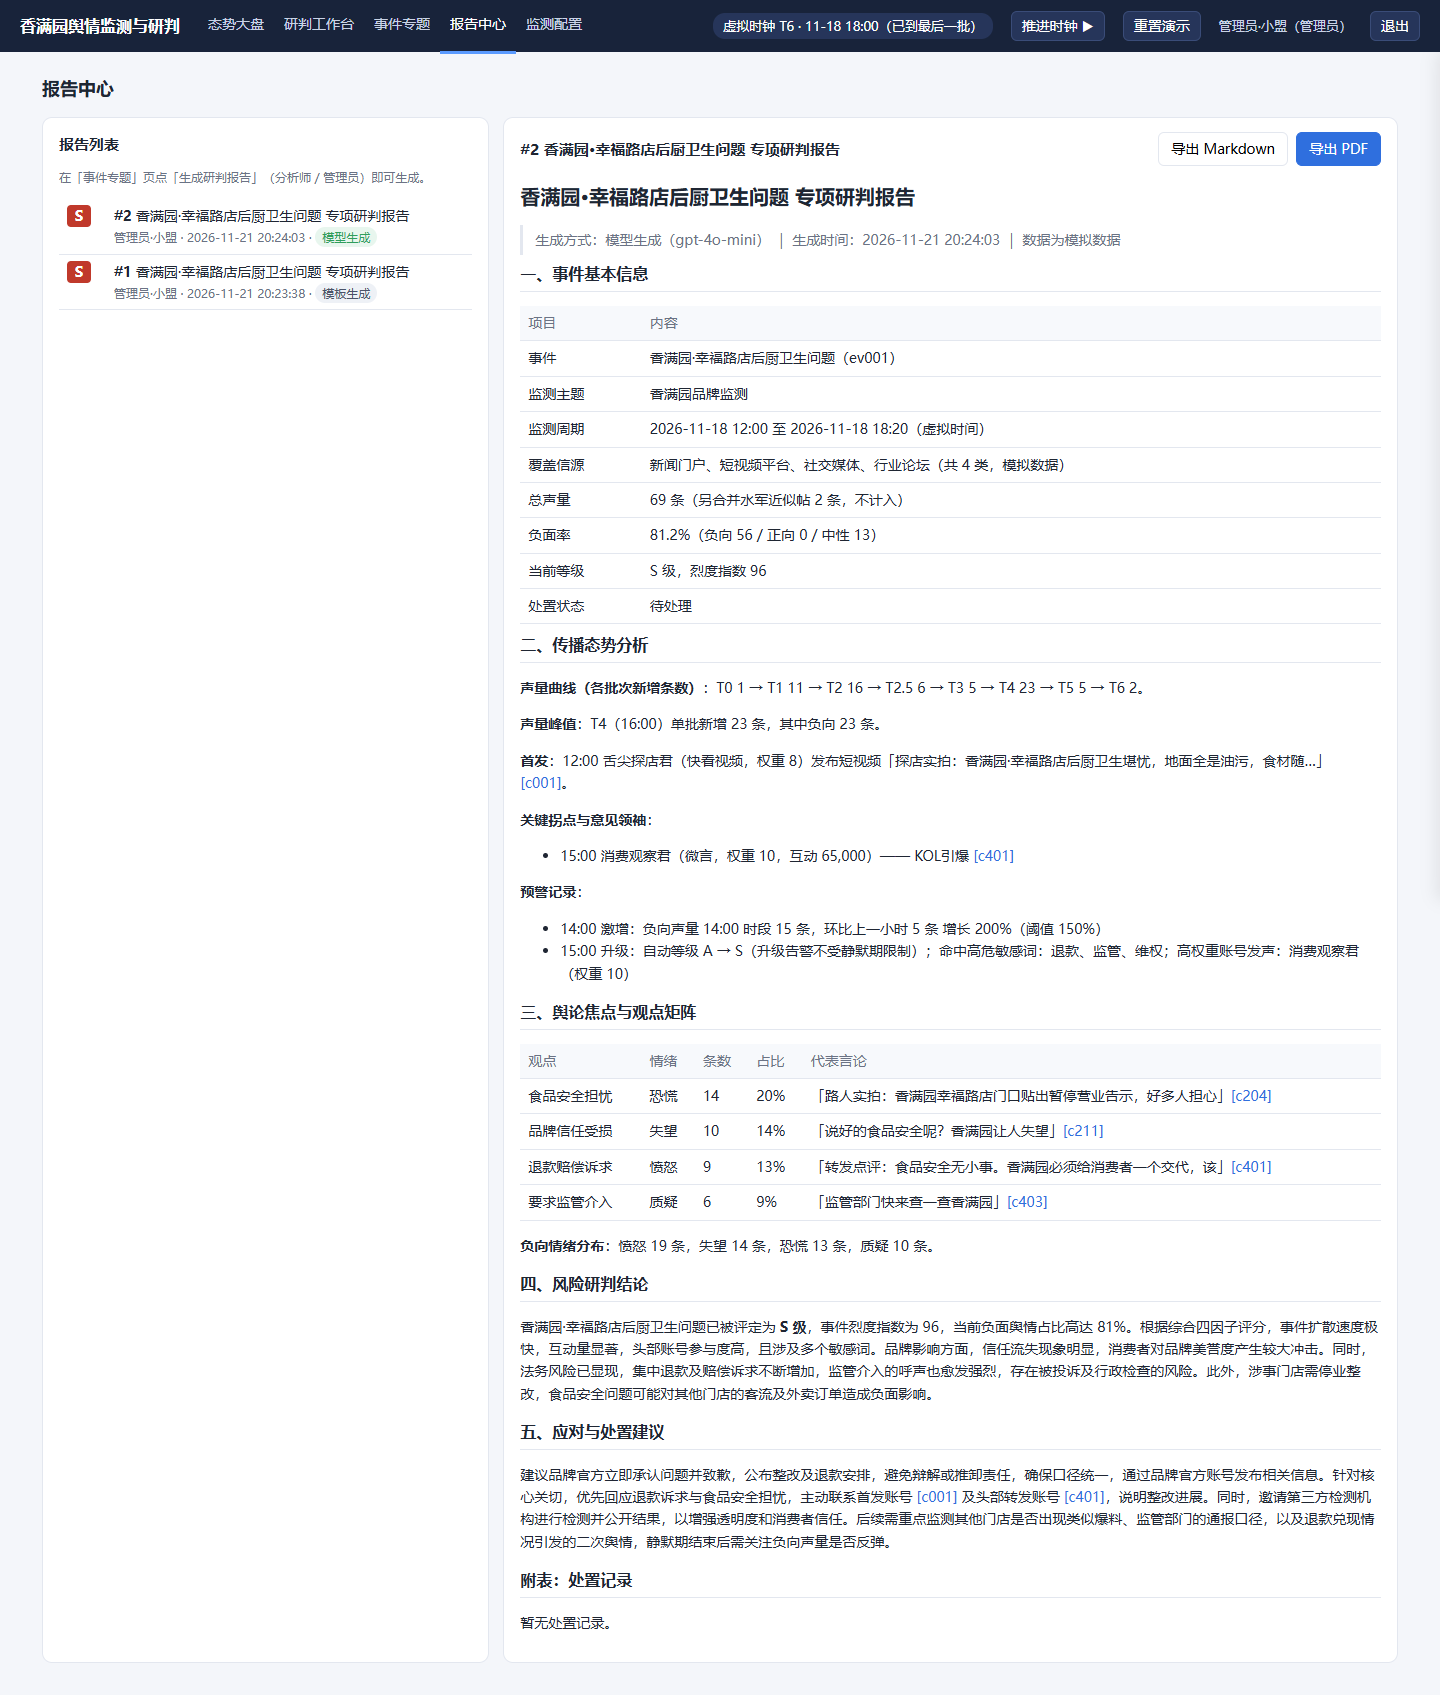 香满园舆情监测与研判 态势大盘 研判工作台 事件专题 报告中心 监测配置 虚拟时钟 T6 · 11-18 18:00（已到最后一批） 推进时钟 ▶ 重置演示 管理员·小盟（管理员） 退出
报告中心
报告列表
在「事件专题」页点「生成研判报告」（分析师 / 管理员）即可生成。
S #2 香满园·幸福路店后厨卫生问题 专项研判报告
管理员·小盟 · 2026-11-21 20:24:03 · 模型生成
S #1 香满园·幸福路店后厨卫生问题 专项研判报告
管理员·小盟 · 2026-11-21 20:23:38 · 模板生成
#2 香满园·幸福路店后厨卫生问题 专项研判报告 导出 Markdown 导出 PDF
香满园·幸福路店后厨卫生问题 专项研判报告
生成方式：模型生成（gpt-4o-mini） ｜ 生成时间：2026-11-21 20:24:03 ｜ 数据为模拟数据
一、事件基本信息
项目 内容
事件 香满园·幸福路店后厨卫生问题（ev001）
监测主题 香满园品牌监测
监测周期 2026-11-18 12:00 至 2026-11-18 18:20（虚拟时间）
覆盖信源 新闻门户、短视频平台、社交媒体、行业论坛（共 4 类，模拟数据）
总声量 69 条（另合并水军近似帖 2 条，不计入）
负面率 81.2%（负向 56 / 正向 0 / 中性 13）
当前等级 S 级，烈度指数 96
处置状态 待处理
二、传播态势分析
声量曲线（各批次新增条数）：T0 1 → T1 11 → T2 16 → T2.5 6 → T3 5 → T4 23 → T5 5 → T6 2。
声量峰值：T4（16:00）单批新增 23 条，其中负向 23 条。
首发：12:00 舌尖探店君（快看视频，权重 8）发布短视频「探店实拍：香满园·幸福路店后厨卫生堪忧，地面全是油污，食材随…」
[c001]。
关键拐点与意见领袖：
• 15:00 消费观察君（微言，权重 10，互动 65,000）—— KOL引爆 [c401]
预警记录：
• 14:00 激增：负向声量 14:00 时段 15 条，环比上一小时 5 条 增长 200%（阈值 150%）
• 15:00 升级：自动等级 A → S（升级告警不受静默期限制）；命中高危敏感词：退款、监管、维权；高权重账号发声：消费观察君
（权重 10）
三、舆论焦点与观点矩阵
观点 情绪 条数 占比 代表言论
食品安全担忧 恐慌 14 20% 「路人实拍：香满园幸福路店门口贴出暂停营业告示，好多人担心」[c204]
品牌信任受损 失望 10 14% 「说好的食品安全呢？香满园让人失望」[c211]
退款赔偿诉求 愤怒 9 13% 「转发点评：食品安全无小事。香满园必须给消费者一个交代，该」[c401]
要求监管介入 质疑 6 9% 「监管部门快来查一查香满园」[c403]
负向情绪分布：愤怒 19 条，失望 14 条，恐慌 13 条，质疑 10 条。
四、风险研判结论
香满园·幸福路店后厨卫生问题已被评定为 S 级，事件烈度指数为 96，当前负面舆情占比高达 81%。根据综合四因子评分，事件扩散速度极
快，互动量显著，头部账号参与度高，且涉及多个敏感词。品牌影响方面，信任流失现象明显，消费者对品牌美誉度产生较大冲击。同时，
法务风险已显现，集中退款及赔偿诉求不断增加，监管介入的呼声也愈发强烈，存在被投诉及行政检查的风险。此外，涉事门店需停业整
改，食品安全问题可能对其他门店的客流及外卖订单造成负面影响。
五、应对与处置建议
建议品牌官方立即承认问题并致歉，公布整改及退款安排，避免辩解或推卸责任，确保口径统一，通过品牌官方账号发布相关信息。针对核
心关切，优先回应退款诉求与食品安全担忧，主动联系首发账号 [c001] 及头部转发账号 [c401]，说明整改进展。同时，邀请第三方检测机
构进行检测并公开结果，以增强透明度和消费者信任。后续需重点监测其他门店是否出现类似爆料、监管部门的通报口径，以及退款兑现情
况引发的二次舆情，静默期结束后需关注负向声量是否反弹。
附表：处置记录
暂无处置记录。